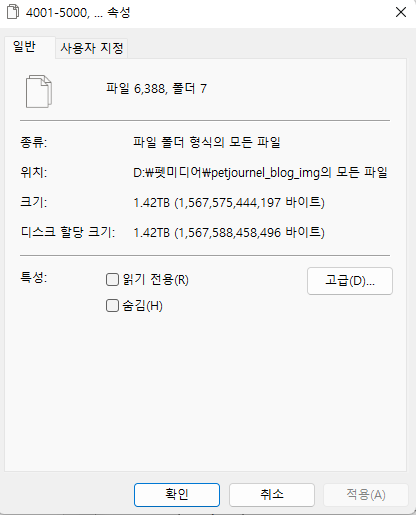 4001-5000, ... 속성
일반
사용자 지정
파일 6,388, 폴더 7
종류: 파일 폴더 형식의 모든 파일
위치: D:₩펫미디어₩petjournel_blog_img의 모든 파일
크기: 1.42TB (1,567,575,444,197 바이트)
디스크 할당 크기: 1.42TB (1,567,588,458,496 바이트)
특성: 읽기 전용(R) 고급(D)...
숨김(H)
확인 취소 적용(A)